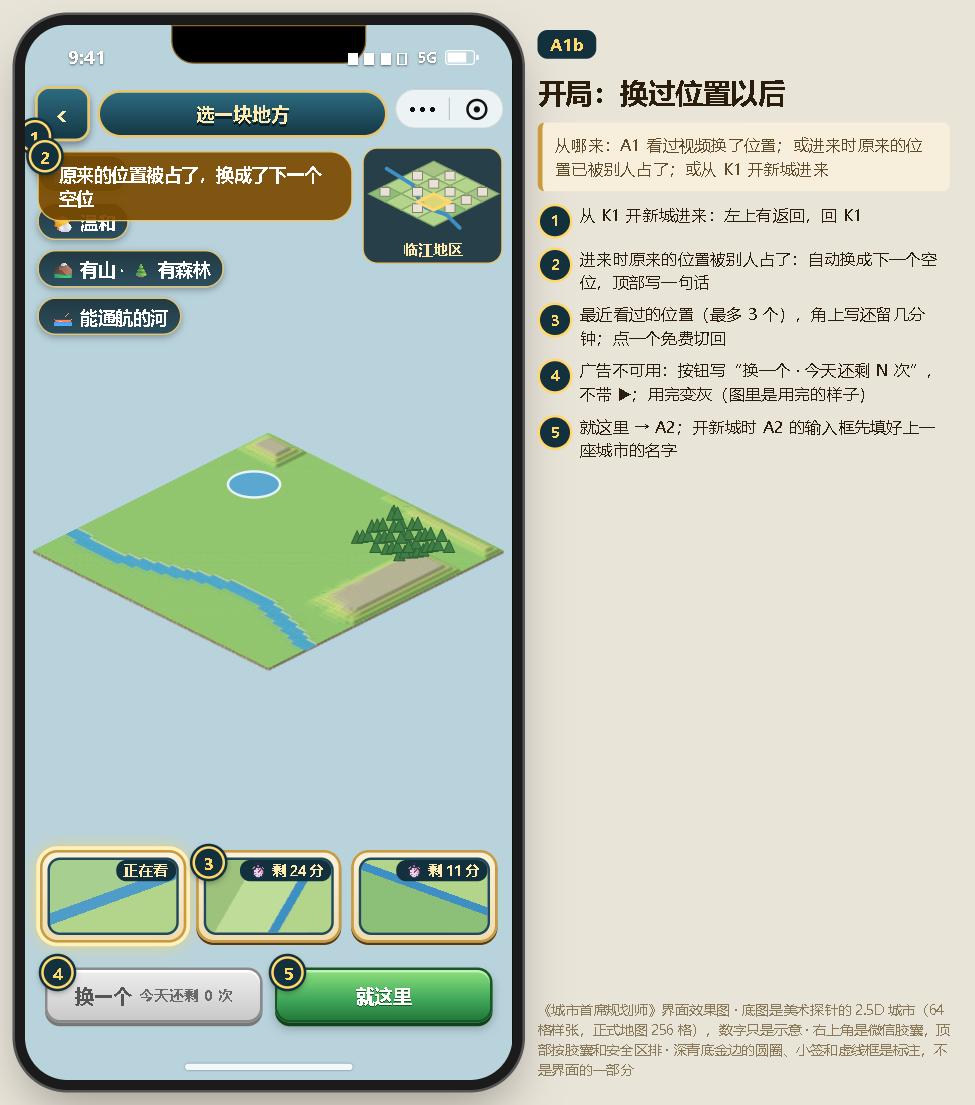 9:41
5G
选一块地方
1
2
原来的位置被占了，换成了下一个
空位
温和
有山 · 有森林
能通航的河
临江地区
正在看
3
剩 24 分
剩 11 分
4
换一个 今天还剩 0 次
5
就这里
A1b
开局：换过位置以后
从哪来：A1 看过视频换了位置；或进来时原来的位
置已被别人占了；或从 K1 开新城进来
1 从 K1 开新城进来：左上有返回，回 K1
2 进来时原来的位置被别人占了：自动换成下一个空
位，顶部写一句话
3 最近看过的位置（最多 3 个），角上写还留几分
钟；点一个免费切回
4 广告不可用：按钮写“换一个 · 今天还剩 N 次”，
不带 ▶；用完变灰（图里是用完的样子）
5 就这里 → A2；开新城时 A2 的输入框先填好上一
座城市的名字
《城市首席规划师》界面效果图 · 底图是美术探针的 2.5D 城市（64
格样张，正式地图 256 格），数字只是示意 · 右上角是微信胶囊，顶
部按胶囊和安全区排 · 深青底金边的圆圈、小签和虚线框是标注，不
是界面的一部分